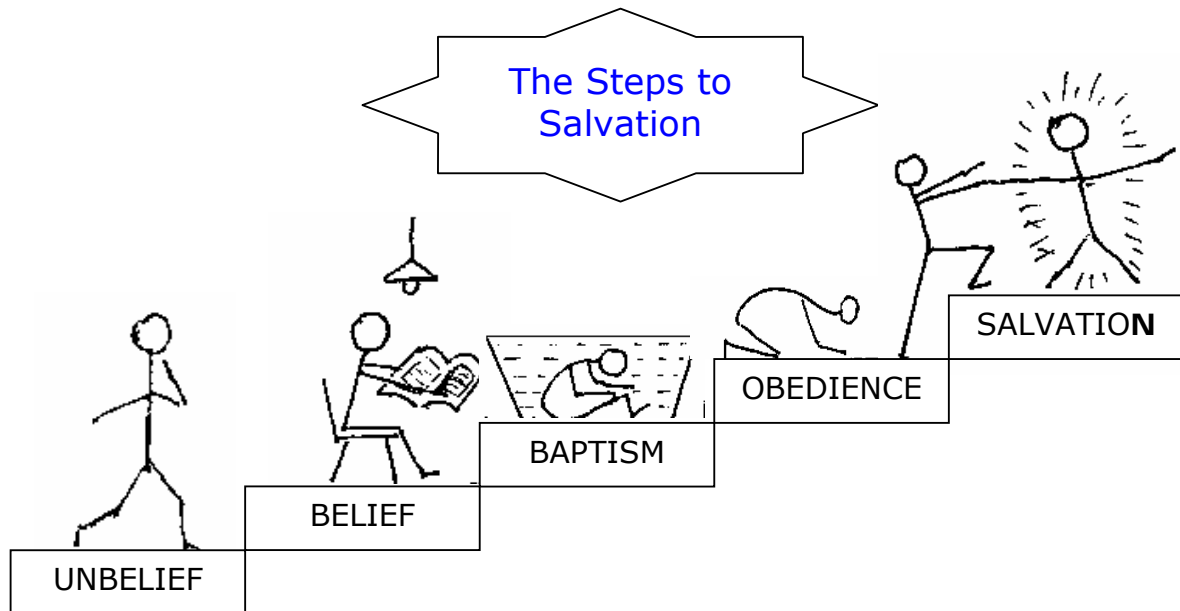 The Steps to
Salvation
SALVATION
OBEDIENCE
BAPTISM
BELIEF
UNBELIEF